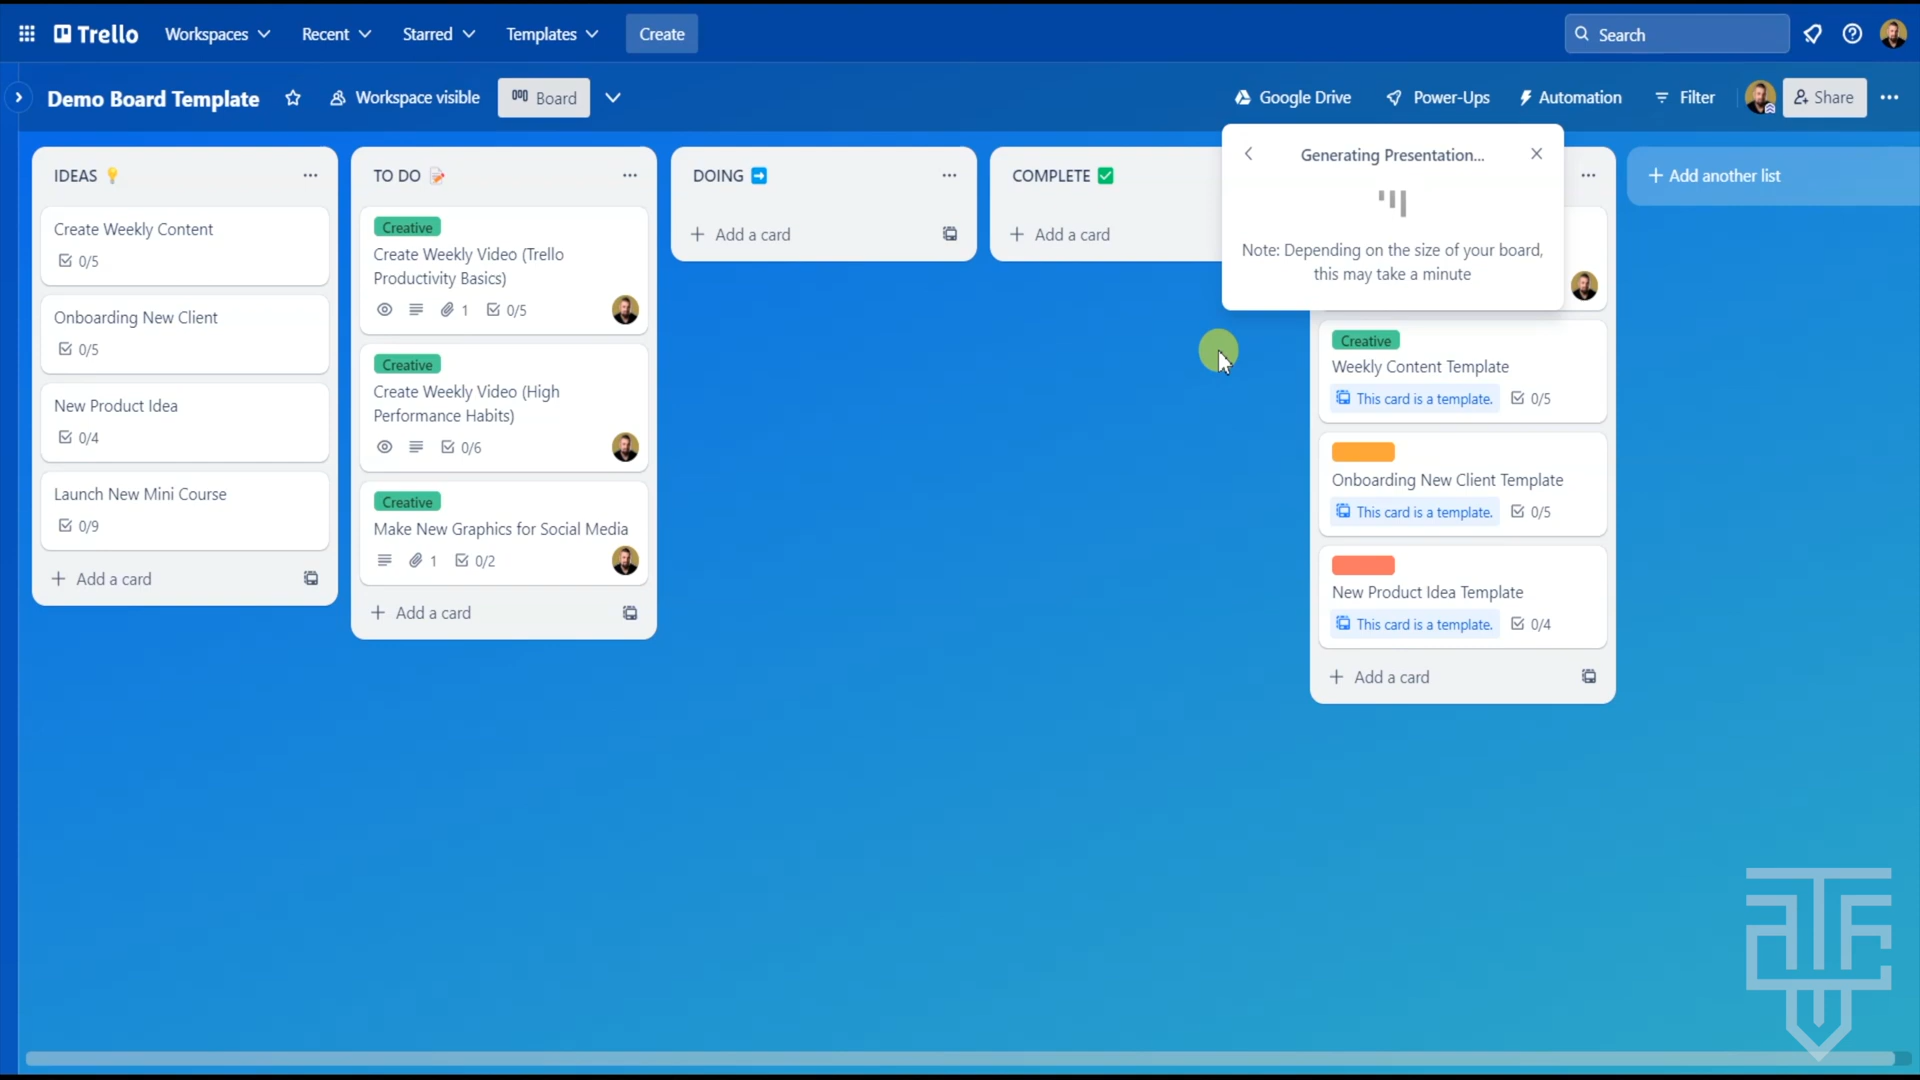 Trello
Workspaces
Recent
Starred
Templates
Create
Search
Demo Board Template
Workspace visible
Board
Google Drive
Power-Ups
Automation
Filter
Share
IDEAS
Create Weekly Content
0/5
Onboarding New Client
0/5
New Product Idea
0/4
Launch New Mini Course
0/9
Add a card
TO DO
Creative
Create Weekly Video (Trello
Productivity Basics)
1 0/5
Creative
Create Weekly Video (High
Performance Habits)
0/6
Creative
Make New Graphics for Social Media
1 0/2
Add a card
DOING
Add a card
COMPLETE
Add a card
Generating Presentation...
Note: Depending on the size of your board,
this may take a minute
Creative
Weekly Content Template
This card is a template. 0/5
Onboarding New Client Template
This card is a template. 0/5
New Product Idea Template
This card is a template. 0/4
Add a card
Add another list